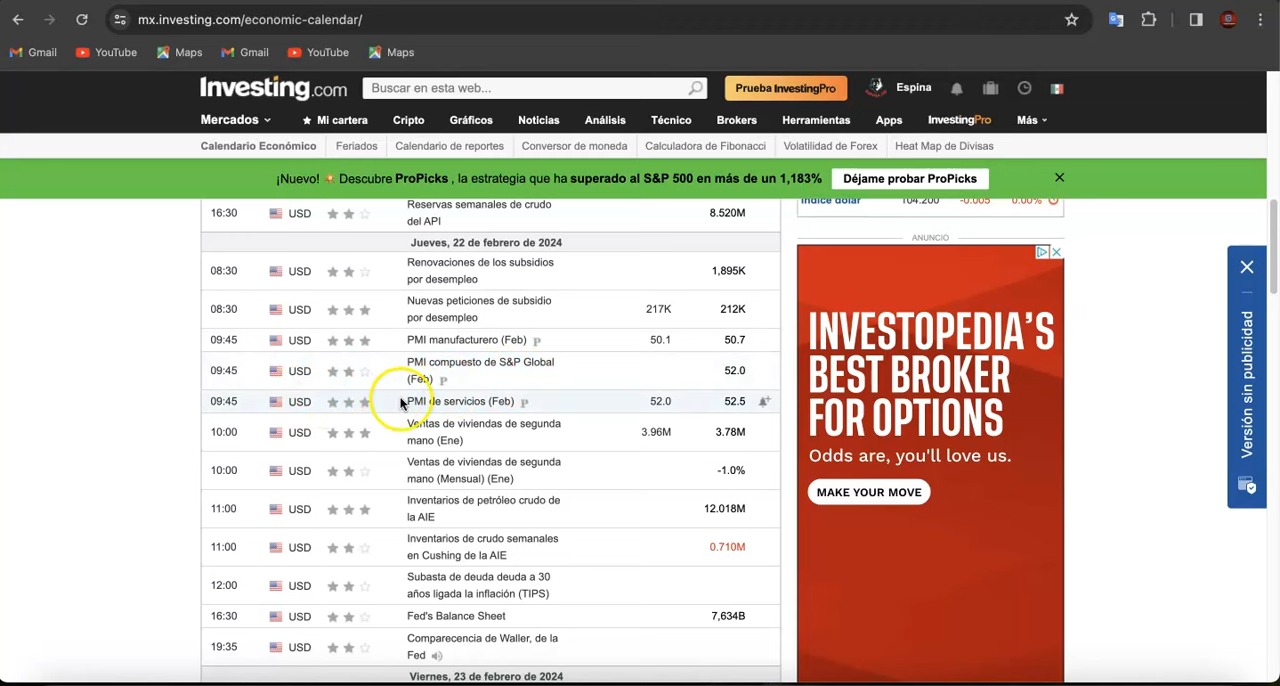 mx.investing.com/economic-calendar/
Gmail YouTube Maps Gmail YouTube Maps
Investing.com Buscar en esta web... Prueba InvestingPro Espina
Mercados Mi cartera Cripto Gráficos Noticias Análisis Técnico Brokers Herramientas Apps InvestingPro Más
Calendario Económico Feriados Calendario de reportes Conversor de moneda Calculadora de Fibonacci Volatilidad de Forex Heat Map de Divisas
¡Nuevo! Descubre ProPicks , la estrategia que ha superado al S&P 500 en más de un 1,183% Déjame probar ProPicks
16:30 USD Reservas semanales de crudo
del API 8.520M
Jueves, 22 de febrero de 2024
08:30 USD Renovaciones de los subsidios
por desempleo 1,895K
08:30 USD Nuevas peticiones de subsidio
por desempleo 217K 212K
09:45 USD PMI manufacturero (Feb) P 50.1 50.7
09:45 USD PMI compuesto de S&P Global
(Feb) P 52.0
09:45 USD PMI de servicios (Feb) P 52.0 52.5
10:00 USD Ventas de viviendas de segunda
mano (Ene) 3.96M 3.78M
10:00 USD Ventas de viviendas de segunda
mano (Mensual) (Ene) -1.0%
11:00 USD Inventarios de petróleo crudo de
la AIE 12.018M
11:00 USD Inventarios de crudo semanales
en Cushing de la AIE 0.710M
12:00 USD Subasta de deuda deuda a 30
años ligada la inflación (TIPS)
16:30 USD Fed's Balance Sheet 7,634B
19:35 USD Comparecencia de Waller, de la
Fed
Viernes, 23 de febrero de 2024
Índice dólar 104.200 -0.005 0.00%
ANUNCIO
INVESTOPEDIA'S
BEST BROKER
FOR OPTIONS
Odds are, you'll love us.
MAKE YOUR MOVE
Versión sin publicidad